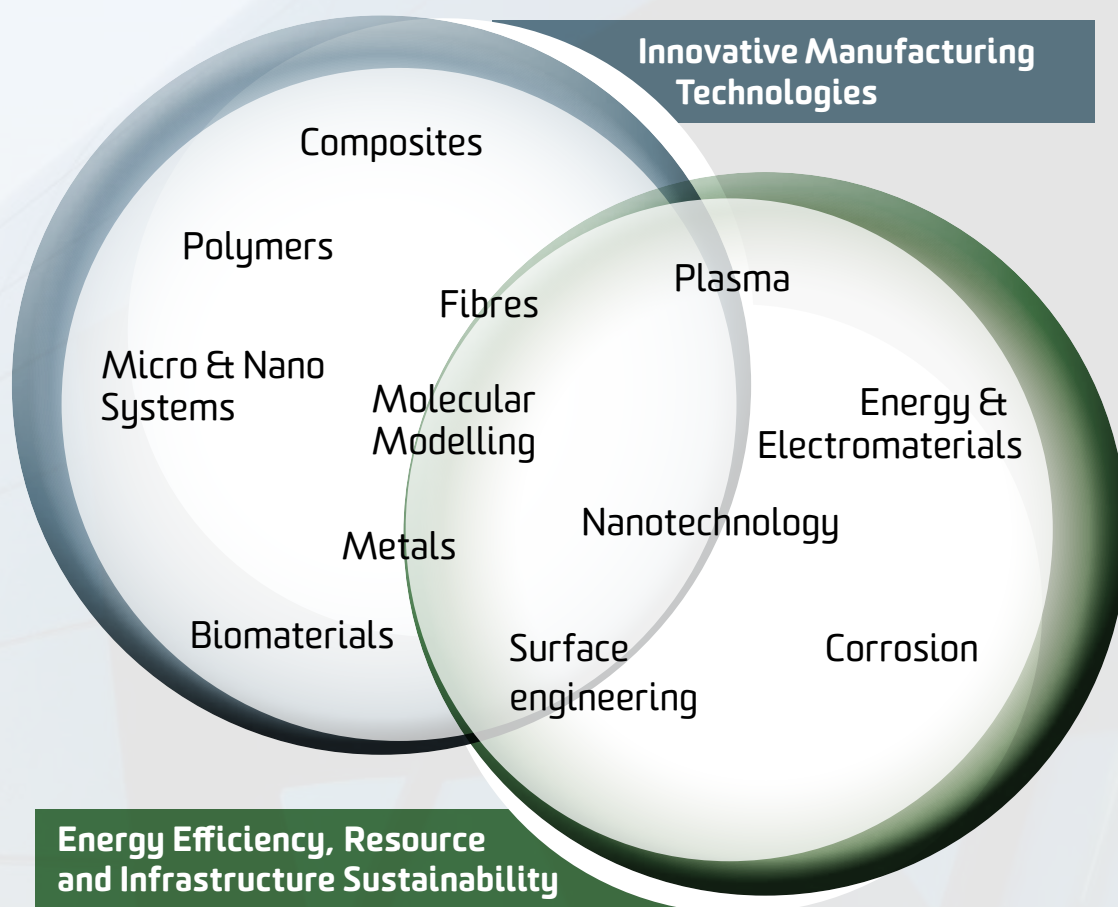 Innovative Manufacturing
Technologies
Composites
Polymers
Fibres
Plasma
Micro & Nano
Systems
Molecular
Modelling
Energy &
Electromaterials
Nanotechnology
Metals
Biomaterials
Surface
engineering
Corrosion
Energy Efficiency, Resource
and Infrastructure Sustainability